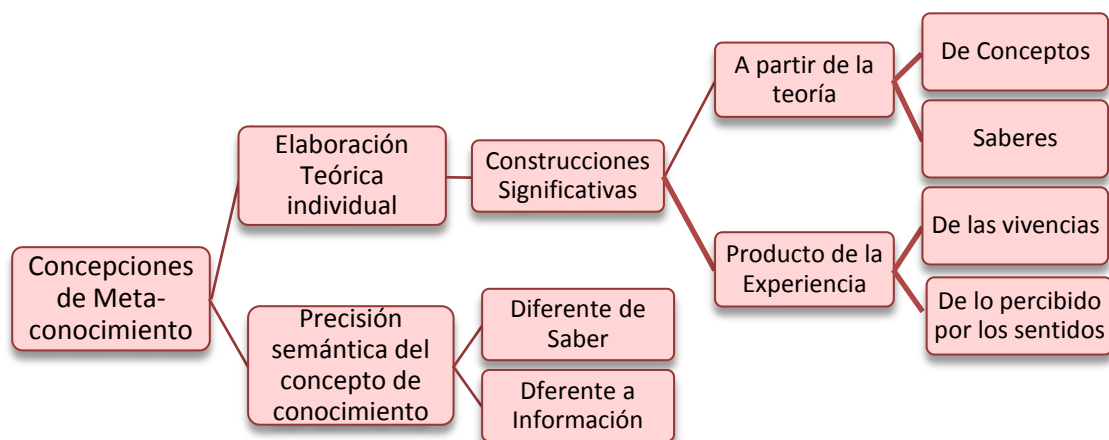 Concepciones
de Meta-
conocimiento
Elaboración
Teórica
individual
Construcciones
Significativas
A partir de la
teoría
De Conceptos
Saberes
Producto de la
Experiencia
De las vivencias
De lo percibido
por los sentidos
Precisión
semántica del
concepto de
conocimiento
Diferente de
Saber
Dferente a
Información